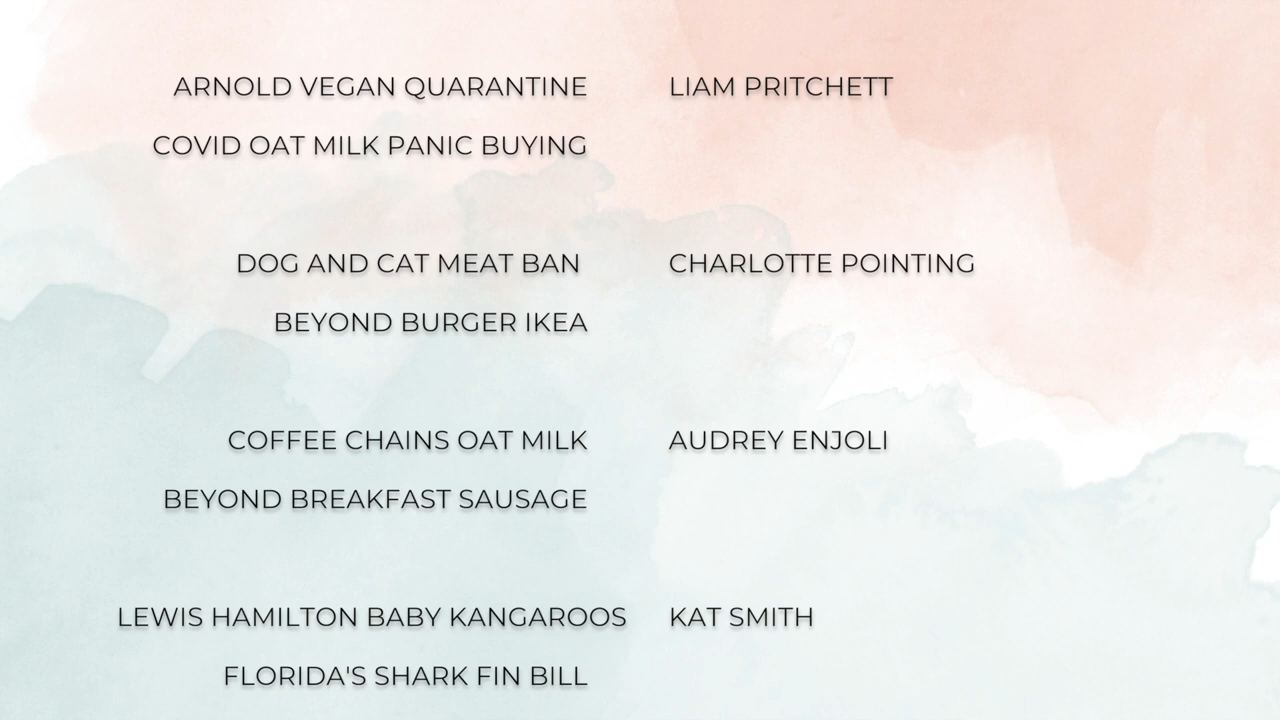 ARNOLD VEGAN QUARANTINE LIAM PRITCHETT
COVID OAT MILK PANIC BUYING
DOG AND CAT MEAT BAN CHARLOTTE POINTING
BEYOND BURGER IKEA
COFFEE CHAINS OAT MILK AUDREY ENJOLI
BEYOND BREAKFAST SAUSAGE
LEWIS HAMILTON BABY KANGAROOS KAT SMITH
FLORIDA'S SHARK FIN BILL